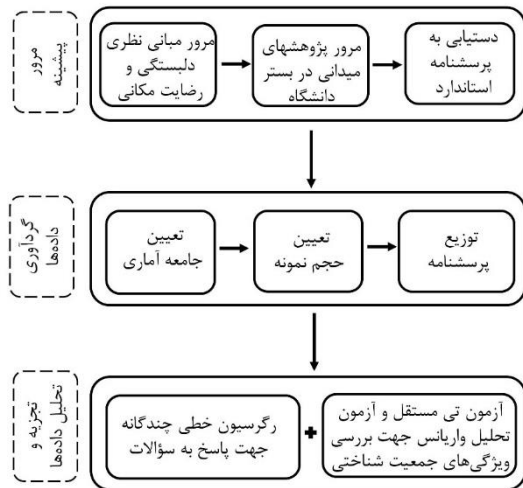 مرور
پیشینه
مرور مبانی نظری
دلبستگی و
رضایت مکانی
مرور پژوهشهای
میدانی در بستر
دانشگاه
دستیابی به
پرسشنامه
استاندارد
گردآوری
داده‌ها
تعیین
جامعه آماری
تعیین
حجم نمونه
توزیع
پرسشنامه
تجزیه و
تحلیل داده‌ها
رگرسیون خطی چندگانه
جهت پاسخ به سؤالات
+
آزمون تی مستقل و آزمون
تحلیل واریانس جهت بررسی
ویژگی‌های جمعیت شناختی